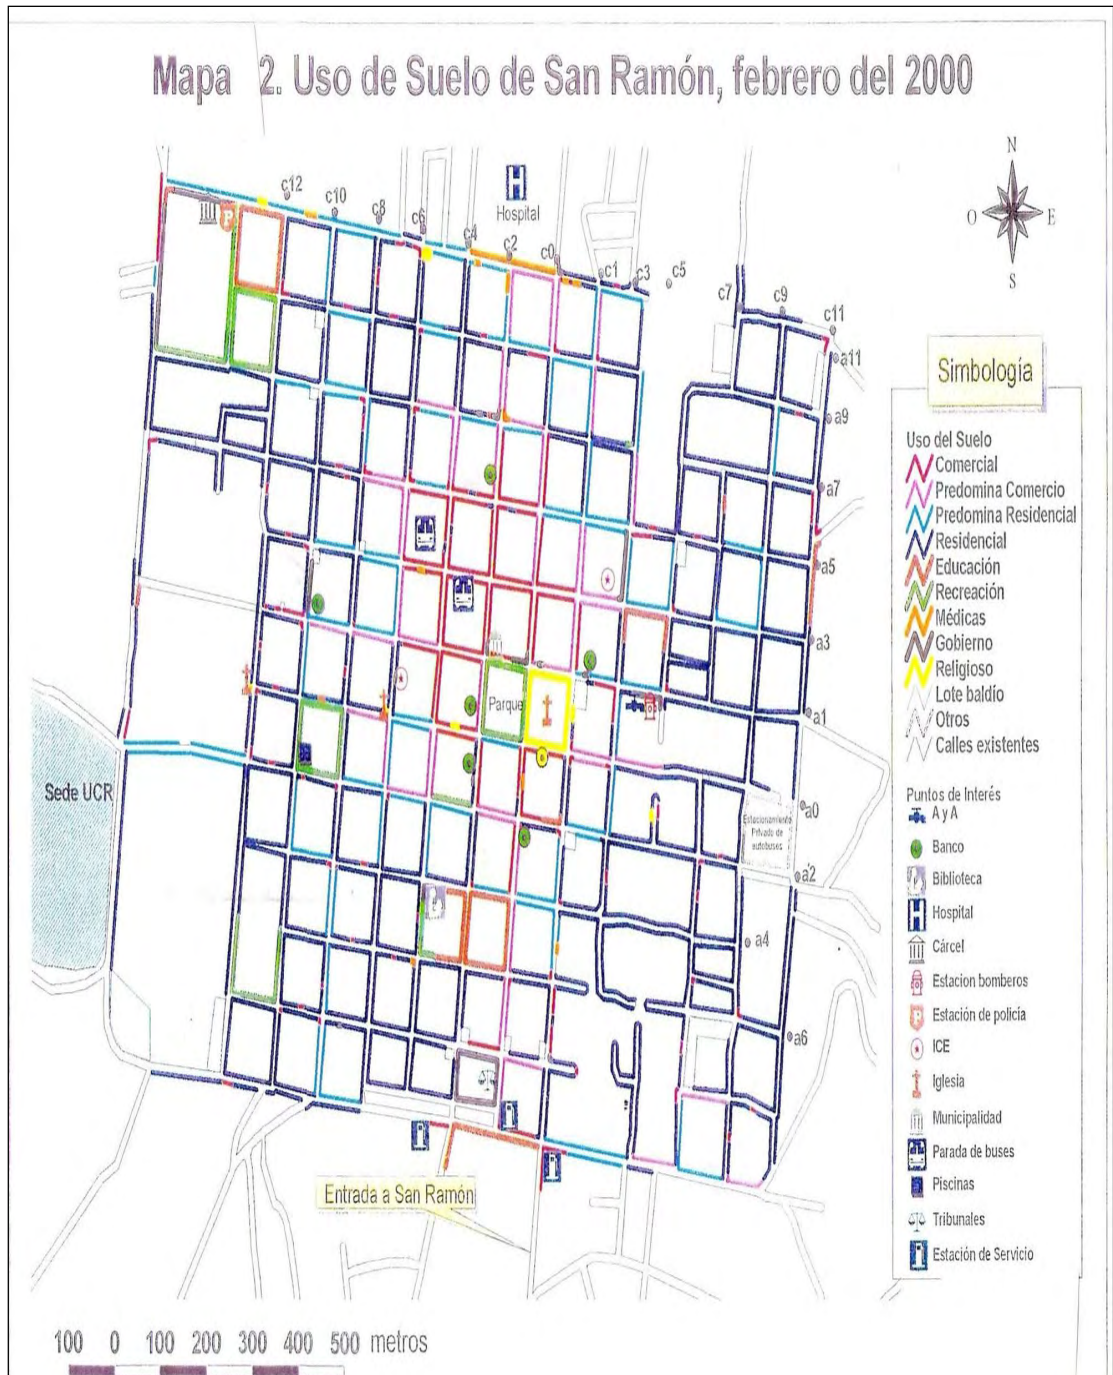 Mapa 2. Uso de Suelo de San Ramón, febrero del 2000
N
O E
S
Hospital
c12
c10
c8
c6
c4
c2
c0
c1
c3
c5
c7
c9
c11
a11
a9
a7
a5
a3
a1
a0
a2
a4
a6
Parque
Sede UCR
Estacionamiento
Privado de
autobuses
Entrada a San Ramón
Simbología
Uso del Suelo
Comercial
Predomina Comercio
Predomina Residencial
Residencial
Educación
Recreación
Médicas
Gobierno
Religioso
Lote baldío
Otros
Calles existentes
Puntos de Interés
A y A
Banco
Biblioteca
Hospital
Cárcel
Estacion bomberos
Estación de policía
ICE
Iglesia
Municipalidad
Parada de buses
Piscinas
Tribunales
Estación de Servicio
100 0 100 200 300 400 500 metros